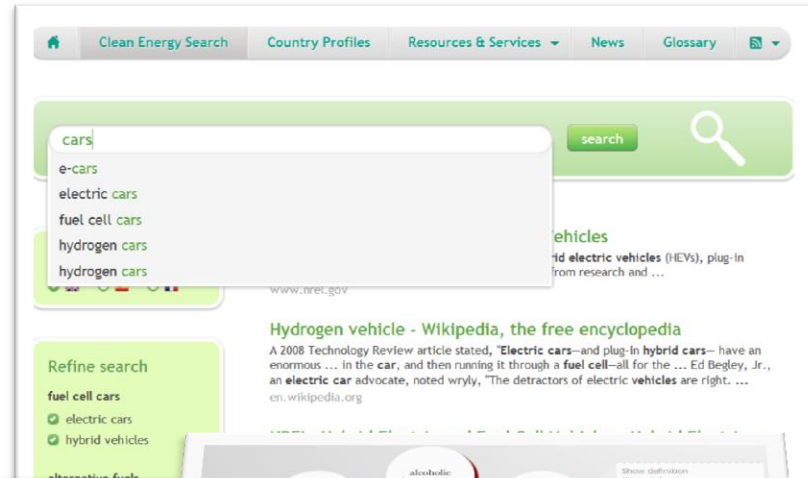 Clean Energy Search Country Profiles Resources & Services News Glossary
cars search
e-cars
electric cars
fuel cell cars
hydrogen cars
hydrogen cars
ehicles
rid electric vehicles (HEVs), plug-in
from research and ...
www.nrel.gov
Hydrogen vehicle - Wikipedia, the free encyclopedia
A 2008 Technology Review article stated, "Electric cars—and plug-in hybrid cars— have an
enormous ... in the car, and then running it through a fuel cell—all for the ... Ed Begley, Jr.,
an electric car advocate, noted wryly, "The detractors of electric vehicles are right. ...
en.wikipedia.org
Refine search
fuel cell cars
electric cars
hybrid vehicles
alternative fuels
alcoholic
Show definition